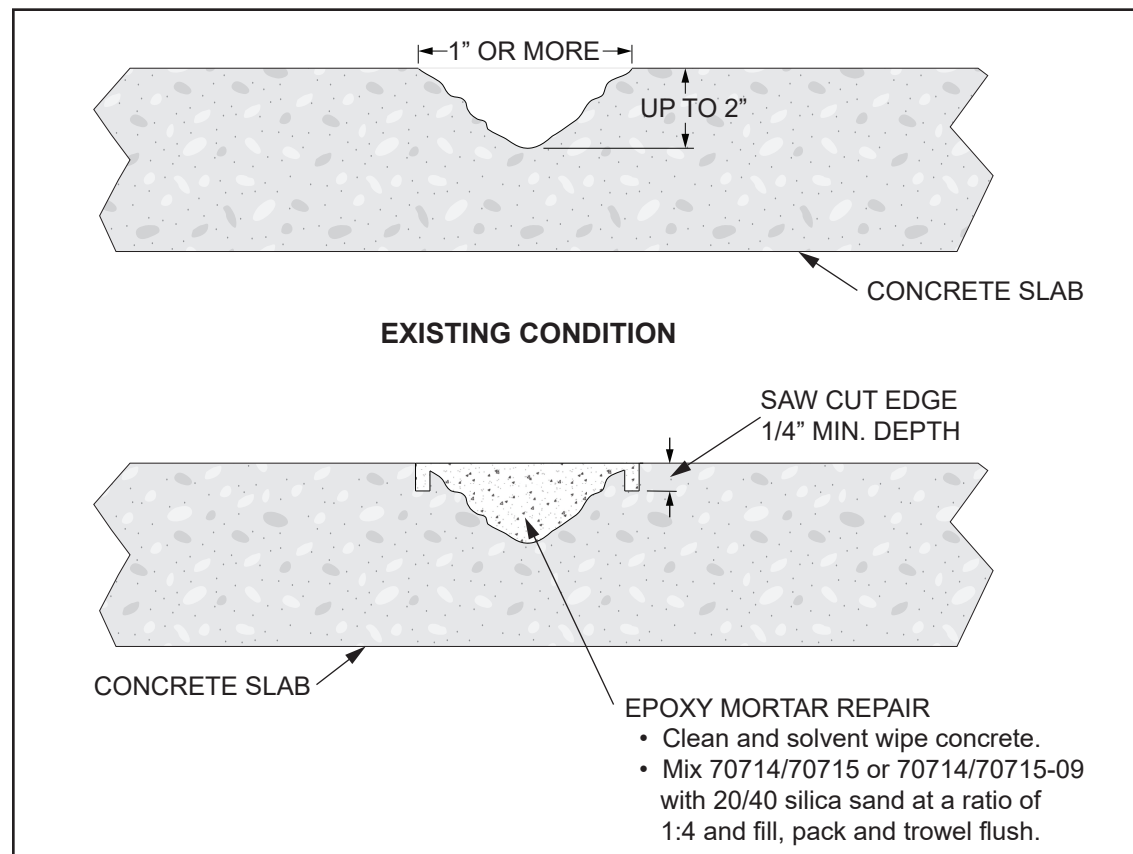 1” OR MORE
UP TO 2”
CONCRETE SLAB
EXISTING CONDITION
SAW CUT EDGE
1/4” MIN. DEPTH
CONCRETE SLAB
EPOXY MORTAR REPAIR
• Clean and solvent wipe concrete.
• Mix 70714/70715 or 70714/70715-09
with 20/40 silica sand at a ratio of
1:4 and fill, pack and trowel flush.